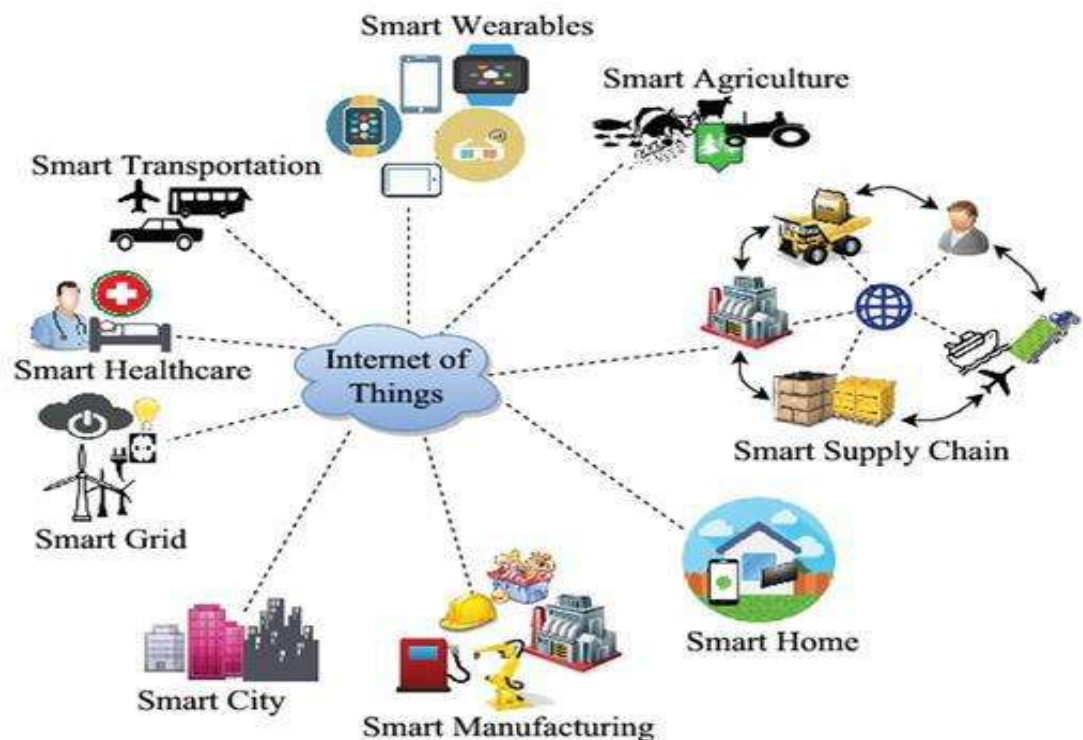 Smart Wearables
Smart Agriculture
Smart Transportation
Internet of
Things
Smart Healthcare
Smart Supply Chain
Smart Grid
Smart Home
Smart City
Smart Manufacturing